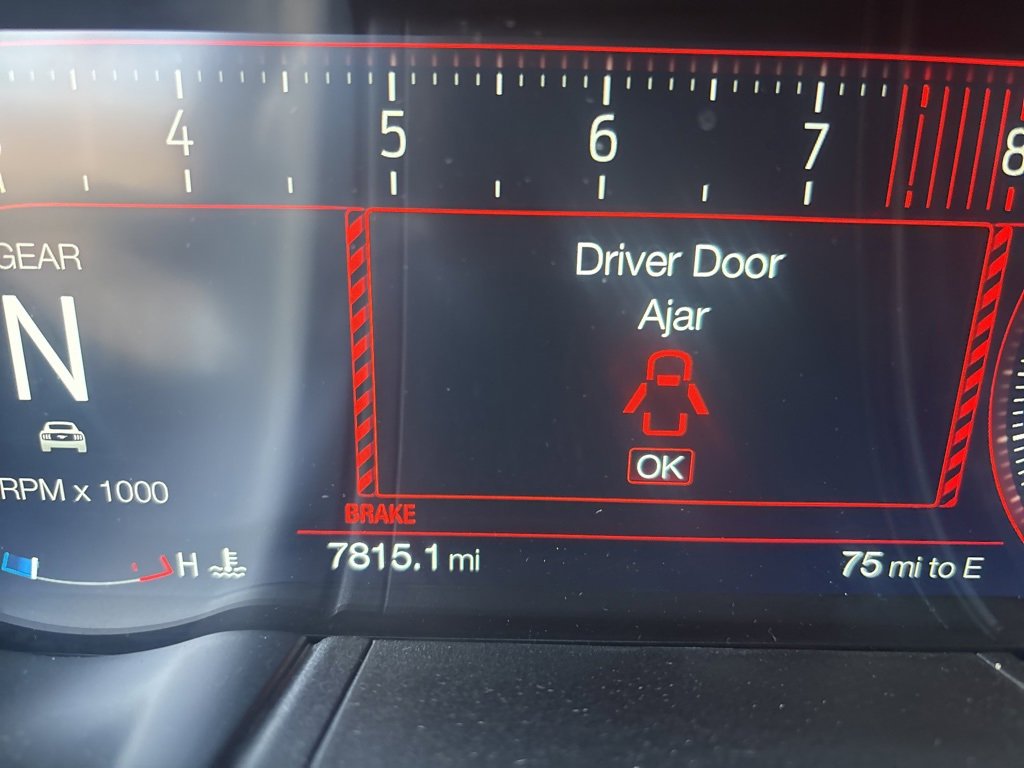 4 5 6 7 8
GEAR
N
Driver Door
Ajar
OK
RPM x 1000
BRAKE
H
7815.1 mi
75 mi to E